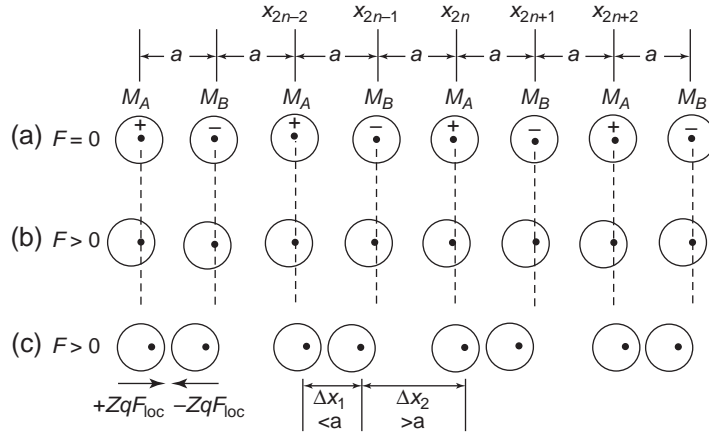 x2n–2 x2n–1 x2n x2n+1 x2n+2
a a a a a a a
MA MB MA MB MA MB MA MB
(a) F = 0 + – + – + – + –
(b) F > 0
(c) F > 0
+ZqFloc –ZqFloc Δx1 Δx2
<a >a